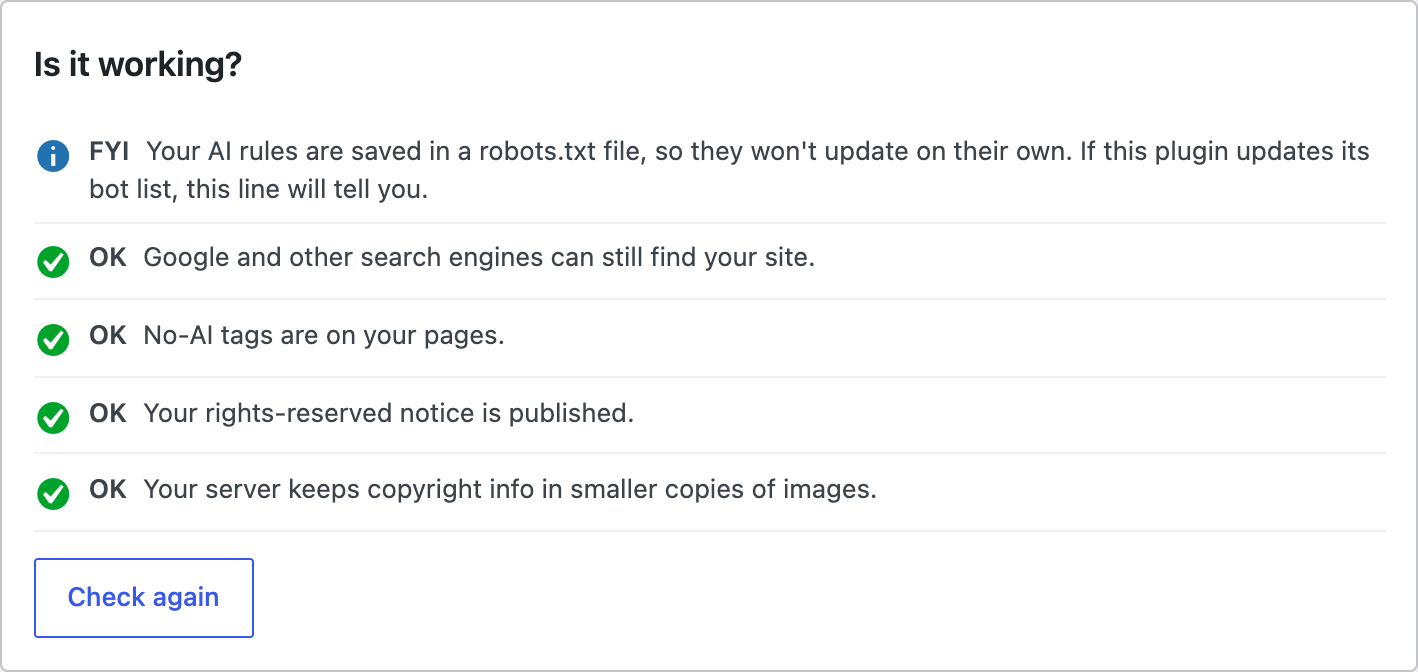 Is it working?
FYI Your AI rules are saved in a robots.txt file, so they won't update on their own. If this plugin updates its
bot list, this line will tell you.
OK Google and other search engines can still find your site.
OK No-AI tags are on your pages.
OK Your rights-reserved notice is published.
OK Your server keeps copyright info in smaller copies of images.
Check again